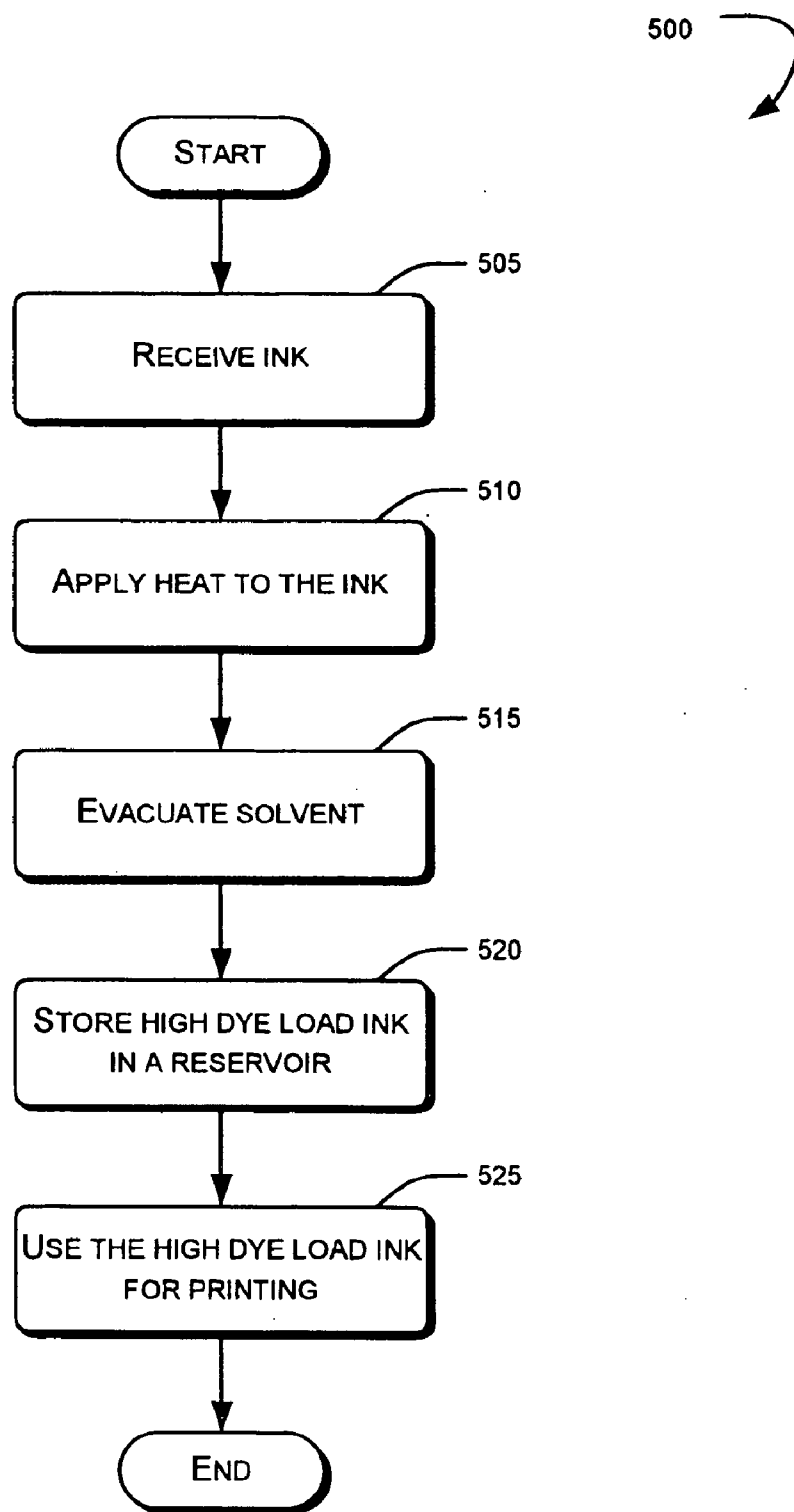 500
START
505
RECEIVE INK
510
APPLY HEAT TO THE INK
515
EVACUATE SOLVENT
520
STORE HIGH DYE LOAD INK
IN A RESERVOIR
525
USE THE HIGH DYE LOAD INK
FOR PRINTING
END